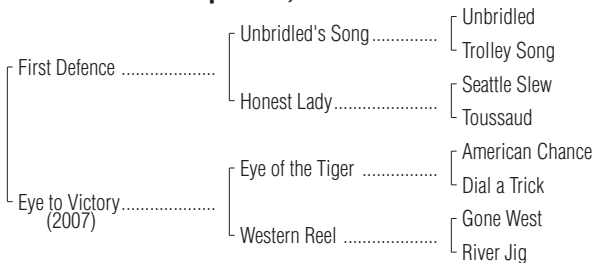 Unbridled
Unbridled's Song..............
Trolley Song
First Defence ....................
Seattle Slew
Honest Lady......................
Toussaud
American Chance
Eye of the Tiger ................
Dial a Trick
Eye to Victory....................
(2007)
Gone West
Western Reel ....................
River Jig